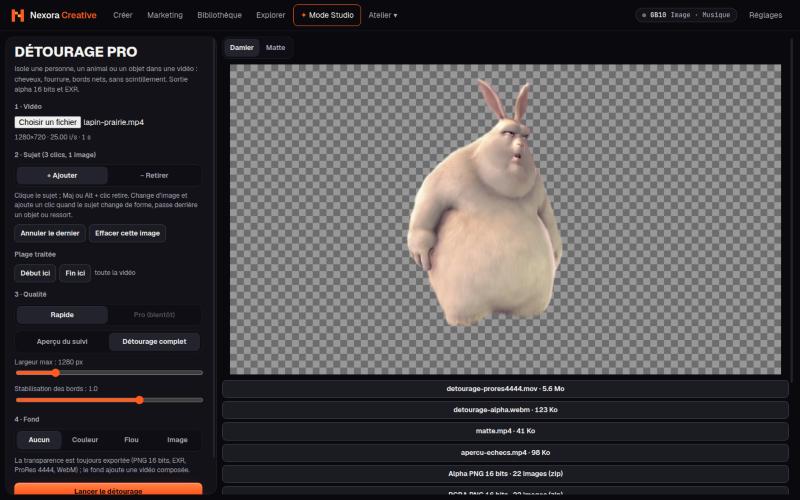 Nexora Creative
Créer
Marketing
Bibliothèque
Explorer
✦ Mode Studio
Atelier ▾
GB10 Image · Musique
Réglages
DÉTOURAGE PRO
Isole une personne, un animal ou un objet dans une vidéo :
cheveux, fourrure, bords nets, sans scintillement. Sortie
alpha 16 bits et EXR.
1 · Vidéo
Choisir un fichier lapin-prairie.mp4
1280×720 · 25.00 i/s · 1 s
2 · Sujet (3 clics, 1 image)
+ Ajouter
− Retirer
Clique le sujet ; Maj ou Alt + clic retire. Change d'image et
ajoute un clic quand le sujet change de forme, passe derrière
un objet ou ressort.
Annuler le dernier
Effacer cette image
Plage traitée
Début ici
Fin ici
toute la vidéo
3 · Qualité
Rapide
Pro (bientôt)
Aperçu du suivi
Détourage complet
Largeur max : 1280 px
Stabilisation des bords : 1.0
4 · Fond
Aucun
Couleur
Flou
Image
La transparence est toujours exportée (PNG 16 bits, EXR,
ProRes 4444, WebM) ; le fond ajoute une vidéo composée.
Lancer le détourage
Damier
Matte
detourage-prores4444.mov · 5.6 Mo
detourage-alpha.webm · 123 Ko
matte.mp4 · 41 Ko
apercu-echecs.mp4 · 98 Ko
Alpha PNG 16 bits · 22 images (zip)
RGBA PNG 16 bits · 22 images (zip)